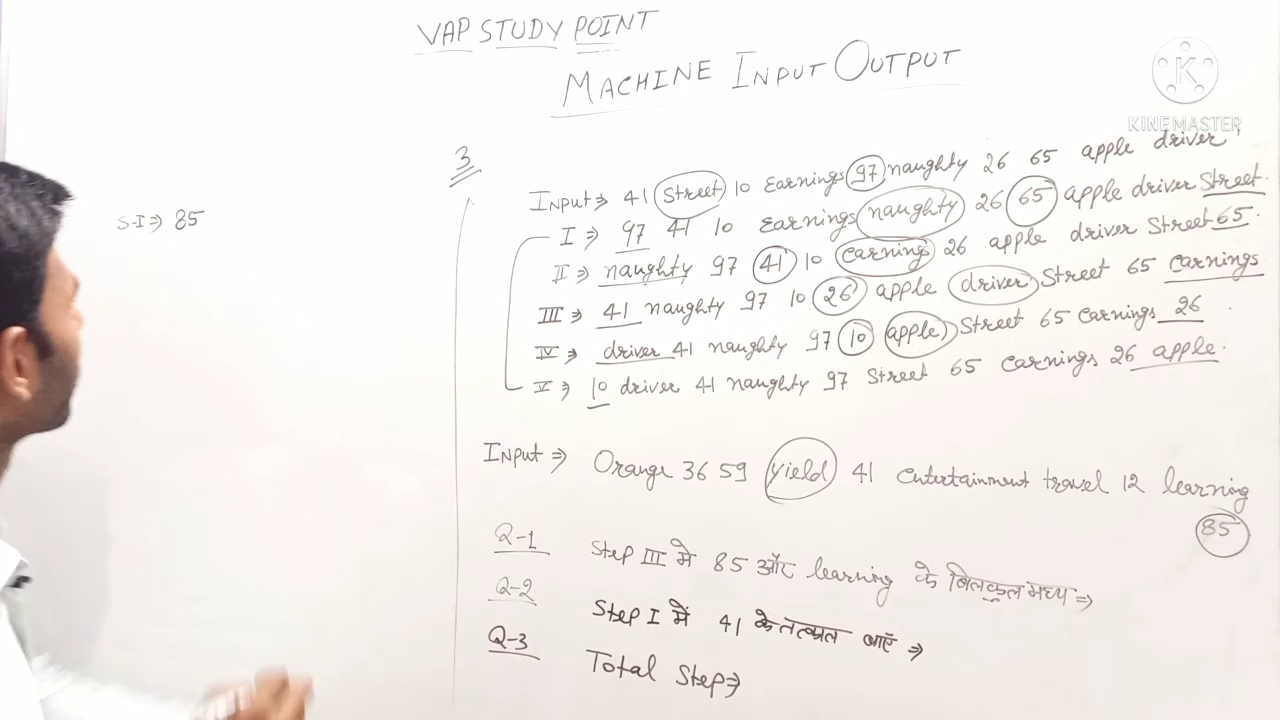 VAP STUDY POINT
MACHINE INPUT OUTPUT
KINEMASTER
3
Input ⇒ 41 Street 10 Earnings 97 naughty 26 65 apple driver
I ⇒ 97 41 10 Earnings naughty 26 65 apple driver Street.
II ⇒ naughty 97 41 10 earnings 26 apple driver Street 65.
III ⇒ 41 naughty 97 10 26 apple driver Street 65 earnings
IV ⇒ driver 41 naughty 97 10 apple Street 65 earnings 26.
V ⇒ 10 driver 41 naughty 97 Street 65 earnings 26 apple.
S-I ⇒ 85
Input ⇒ Orange 36 59 yield 41 entertainment travel 12 learning
85
Q-1 Step III मे 85 और learning के बिलकुल मध्य ⇒
Q-2 Step I में 41 के तत्काल बाएँ ⇒
Q-3 Total Step ⇒